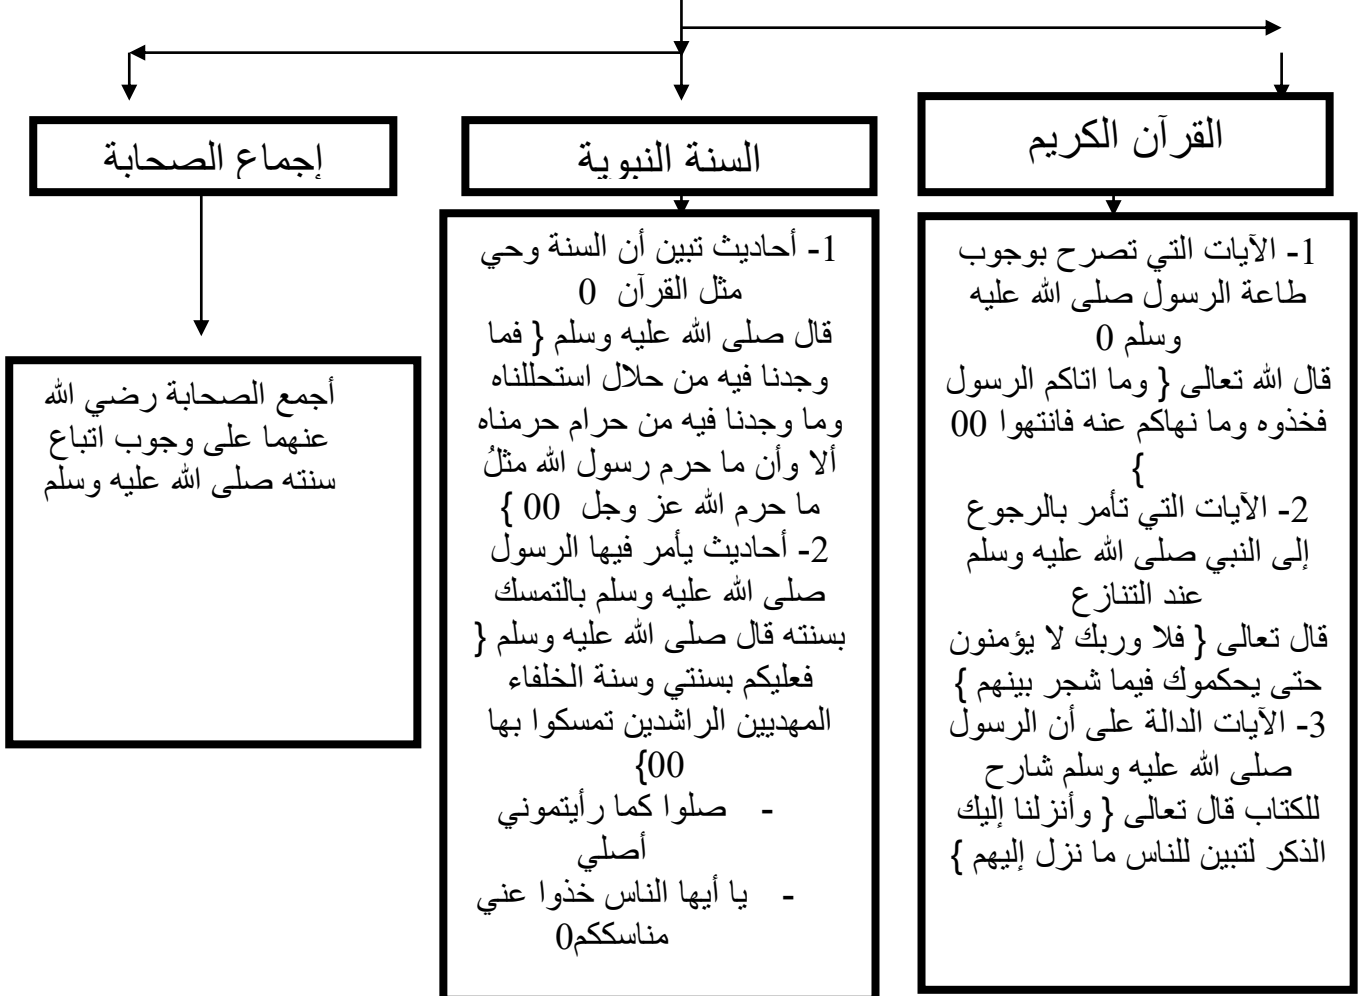 القرآن الكريم
1- الآيات التي تصرح بوجوب
طاعة الرسول صلى الله عليه
وسلم 0
قال الله تعالى { وما اتاكم الرسول
فخذوه وما نهاكم عنه فانتهوا 00
}
2- الآيات التي تأمر بالرجوع
إلى النبي صلى الله عليه وسلم
عند التنازع
قال تعالى { فلا وربك لا يؤمنون
حتى يحكموك فيما شجر بينهم }
3- الآيات الدالة على أن الرسول
صلى الله عليه وسلم شارح
للكتاب قال تعالى { وأنزلنا إليك
الذكر لتبين للناس ما نزل إليهم }
السنة النبوية
1- أحاديث تبين أن السنة وحي
مثل القرآن 0
قال صلى الله عليه وسلم { فما
وجدنا فيه من حلال استحللناه
وما وجدنا فيه من حرام حرمناه
ألا وأن ما حرم رسول الله مثلُ
ما حرم الله عز وجل 00 }
2- أحاديث يأمر فيها الرسول
صلى الله عليه وسلم بالتمسك
بسنته قال صلى الله عليه وسلم {
فعليكم بسنتي وسنة الخلفاء
المهديين الراشدين تمسكوا بها
00}
- صلوا كما رأيتموني
أصلي
- يا أيها الناس خذوا عني
مناسككم0
إجماع الصحابة
أجمع الصحابة رضي الله
عنهما على وجوب اتباع
سنته صلى الله عليه وسلم